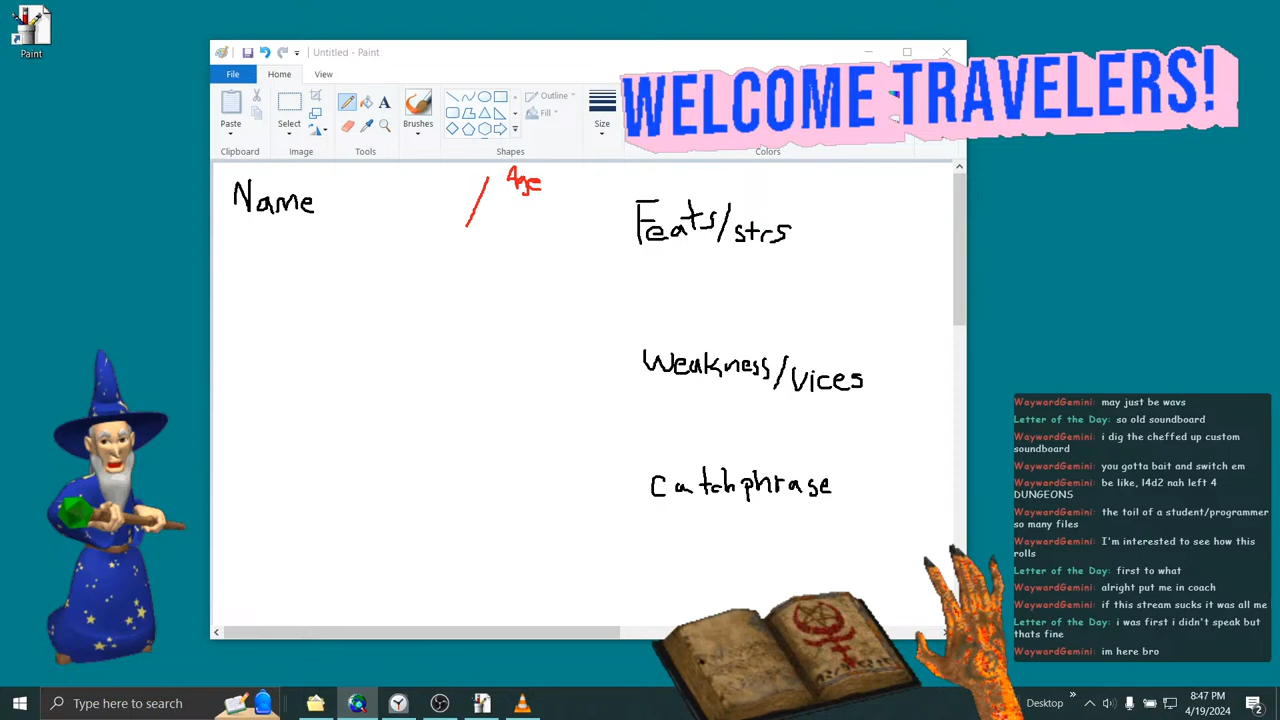 Paint
Untitled - Paint
File
Home
View
Paste
Select
Brushes
Outline
Fill
Size
Clipboard
Image
Tools
Shapes
Colors
WELCOME TRAVELERS!
Name
/ Age
Feats/strs
Weakness/Vices
catchphrase
WaywardGemini: may just be wavs
Letter of the Day: so old soundboard
WaywardGemini: i dig the cheffed up custom
soundboard
WaywardGemini: you gotta bait and switch em
WaywardGemini: be like, l4d2 nah left 4
DUNGEONS
WaywardGemini: the toil of a student/programmer
so many files
WaywardGemini: I'm interested to see how this
rolls
Letter of the Day: first to what
WaywardGemini: alright put me in coach
WaywardGemini: if this stream sucks it was all me
Letter of the Day: i was first i didn't speak but
thats fine
WaywardGemini: im here bro
Type here to search
Desktop
8:47 PM
4/19/2024
2